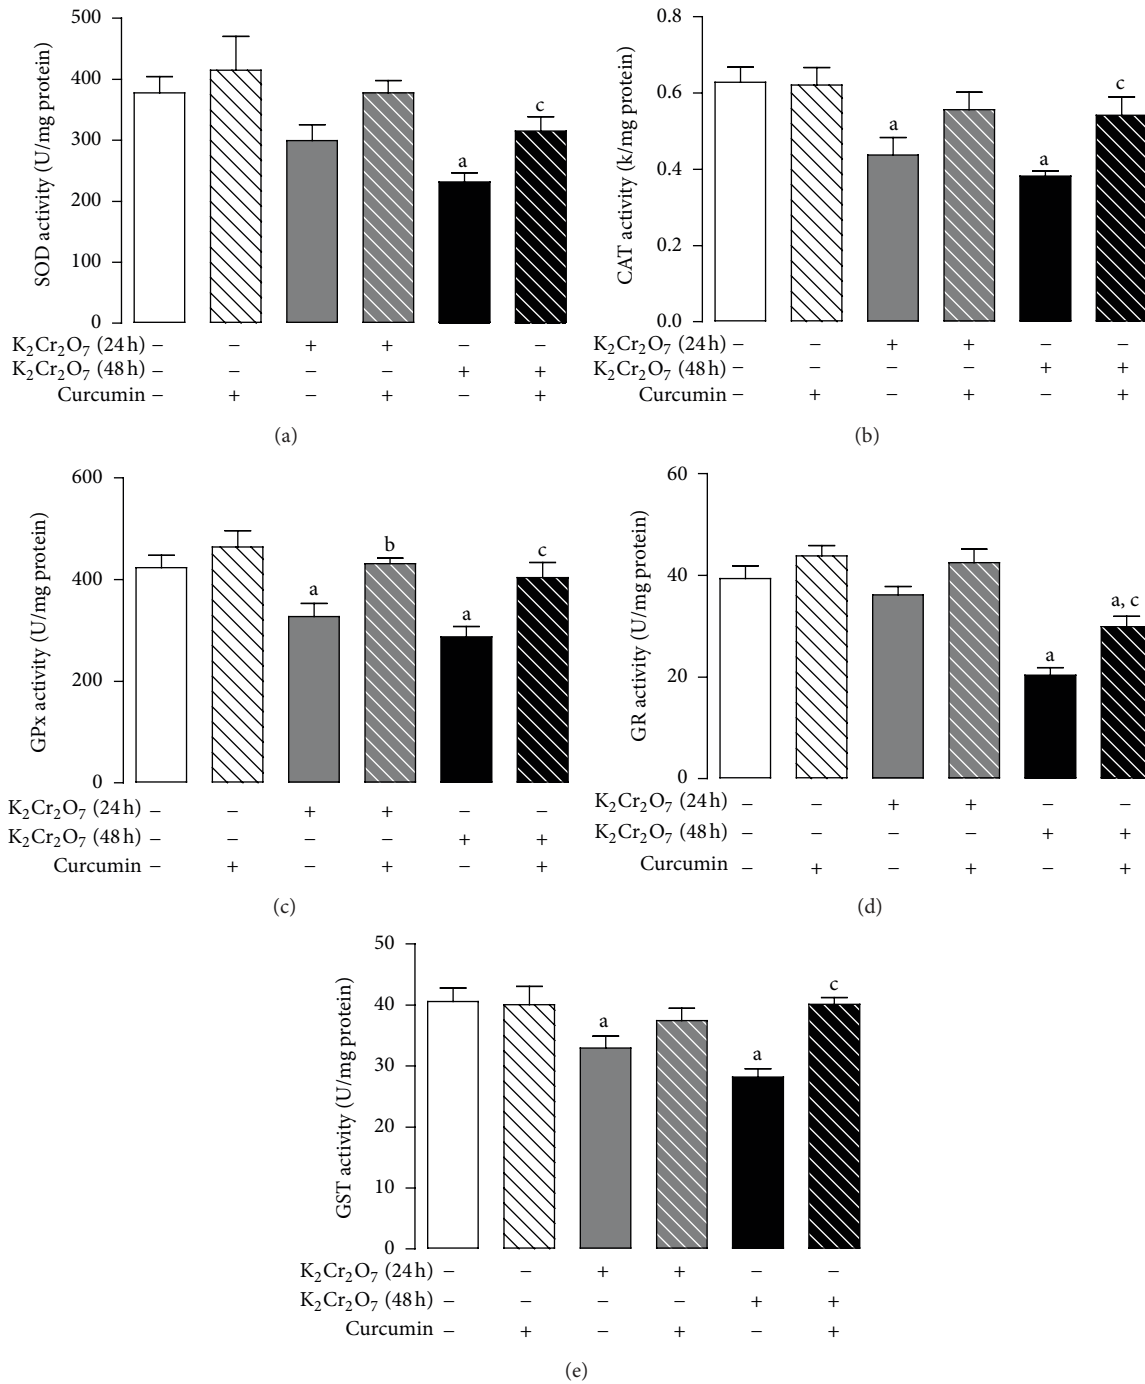 500
400
300
200
100
0
SOD activity (U/mg protein)
a
c
K₂Cr₂O₇ (24 h) − − + + − −
K₂Cr₂O₇ (48 h) − − − − + +
Curcumin − + − + − +
(a)
0.8
0.6
0.4
0.2
0.0
CAT activity (k/mg protein)
a
a
c
K₂Cr₂O₇ (24 h) − − + + − −
K₂Cr₂O₇ (48 h) − − − − + +
Curcumin − + − + − +
(b)
600
400
200
0
GPx activity (U/mg protein)
a
b
a
c
K₂Cr₂O₇ (24 h) − − + + − −
K₂Cr₂O₇ (48 h) − − − − + +
Curcumin − + − + − +
(c)
60
40
20
0
GR activity (U/mg protein)
a
a, c
K₂Cr₂O₇ (24 h) − − + + − −
K₂Cr₂O₇ (48 h) − − − − + +
Curcumin − + − + − +
(d)
50
40
30
20
10
0
GST activity (U/mg protein)
a
a
c
K₂Cr₂O₇ (24 h) − − + + − −
K₂Cr₂O₇ (48 h) − − − − + +
Curcumin − + − + − +
(e)